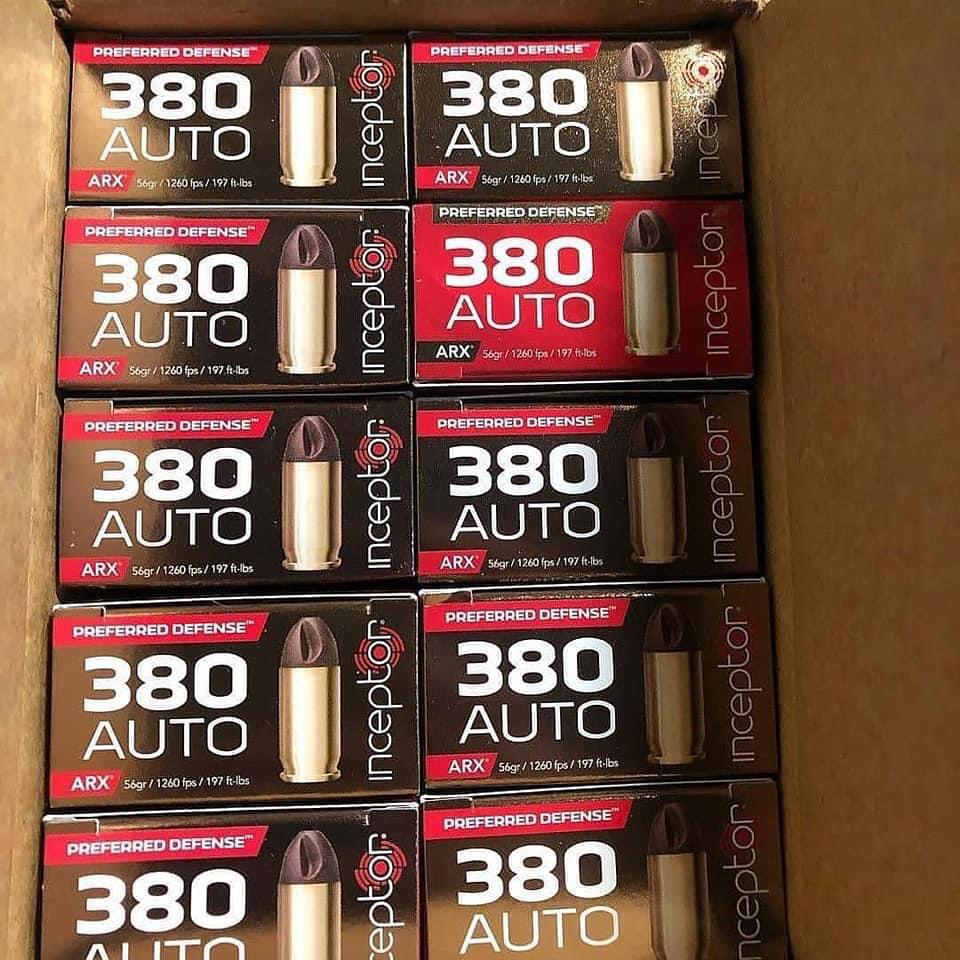 PREFERRED DEFENSE™
380
AUTO
ARX® 56gr / 1260 fps / 197 ft-lbs
inceptor
PREFERRED DEFENSE™
380
AUTO
ARX® 56gr / 1260 fps / 197 ft-lbs
inceptor
PREFERRED DEFENSE™
380
AUTO
ARX® 56gr / 1260 fps / 197 ft-lbs
inceptor
PREFERRED DEFENSE™
380
AUTO
ARX® 56gr / 1260 fps / 197 ft-lbs
inceptor
PREFERRED DEFENSE™
380
AUTO
ARX® 56gr / 1260 fps / 197 ft-lbs
inceptor
PREFERRED DEFENSE™
380
AUTO
ARX® 56gr / 1260 fps / 197 ft-lbs
inceptor
PREFERRED DEFENSE™
380
AUTO
ARX® 56gr / 1260 fps / 197 ft-lbs
inceptor
PREFERRED DEFENSE™
380
AUTO
ARX® 56gr / 1260 fps / 197 ft-lbs
inceptor
PREFERRED DEFENSE™
380
AUTO
ceptor
PREFERRED DEFENSE™
380
AUTO
inceptor